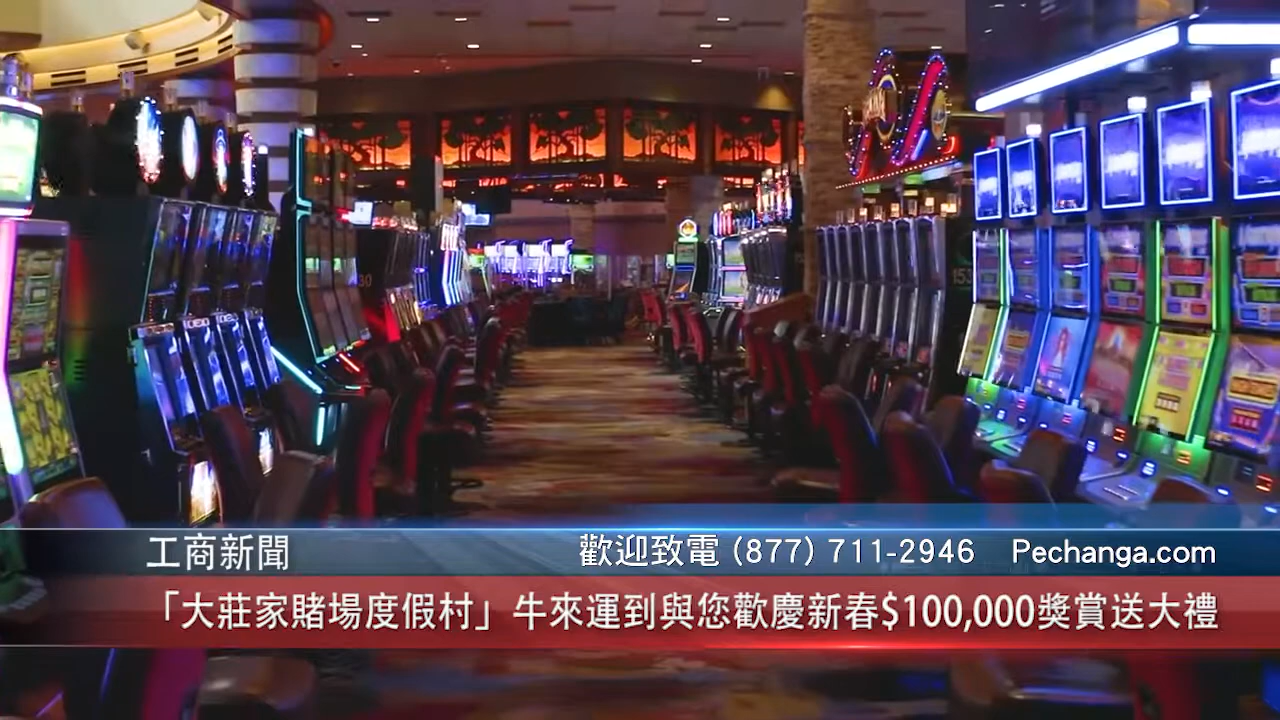 工商新聞
歡迎致電 (877) 711-2946 Pechanga.com
「大莊家賭場度假村」牛來運到與您歡慶新春$100,000獎賞送大禮